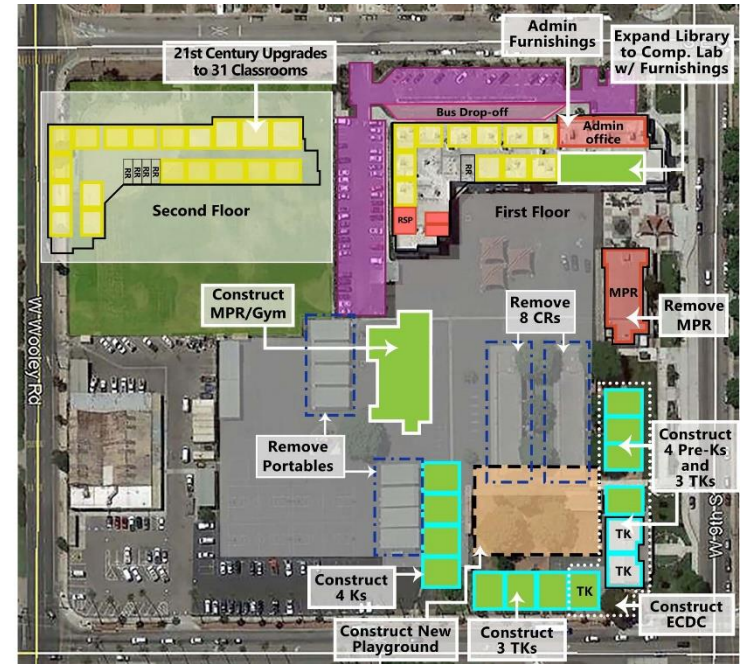 21st Century Upgrades
to 31 Classrooms
Admin
Furnishings
Expand Library
to Comp. Lab
w/ Furnishings
Bus Drop-off
Admin
office
RR
RR
RR
RR
RR
Second Floor
First Floor
RSP
Construct
MPR/Gym
Remove
8 CRs
MPR
Remove
MPR
W Wooley Rd
Remove
Portables
Construct
4 Pre-Ks
and
3 TKs
TK
TK
W 9th S
Construct
4 Ks
TK
Construct
ECDC
Construct New
Playground
Construct
3 TKs